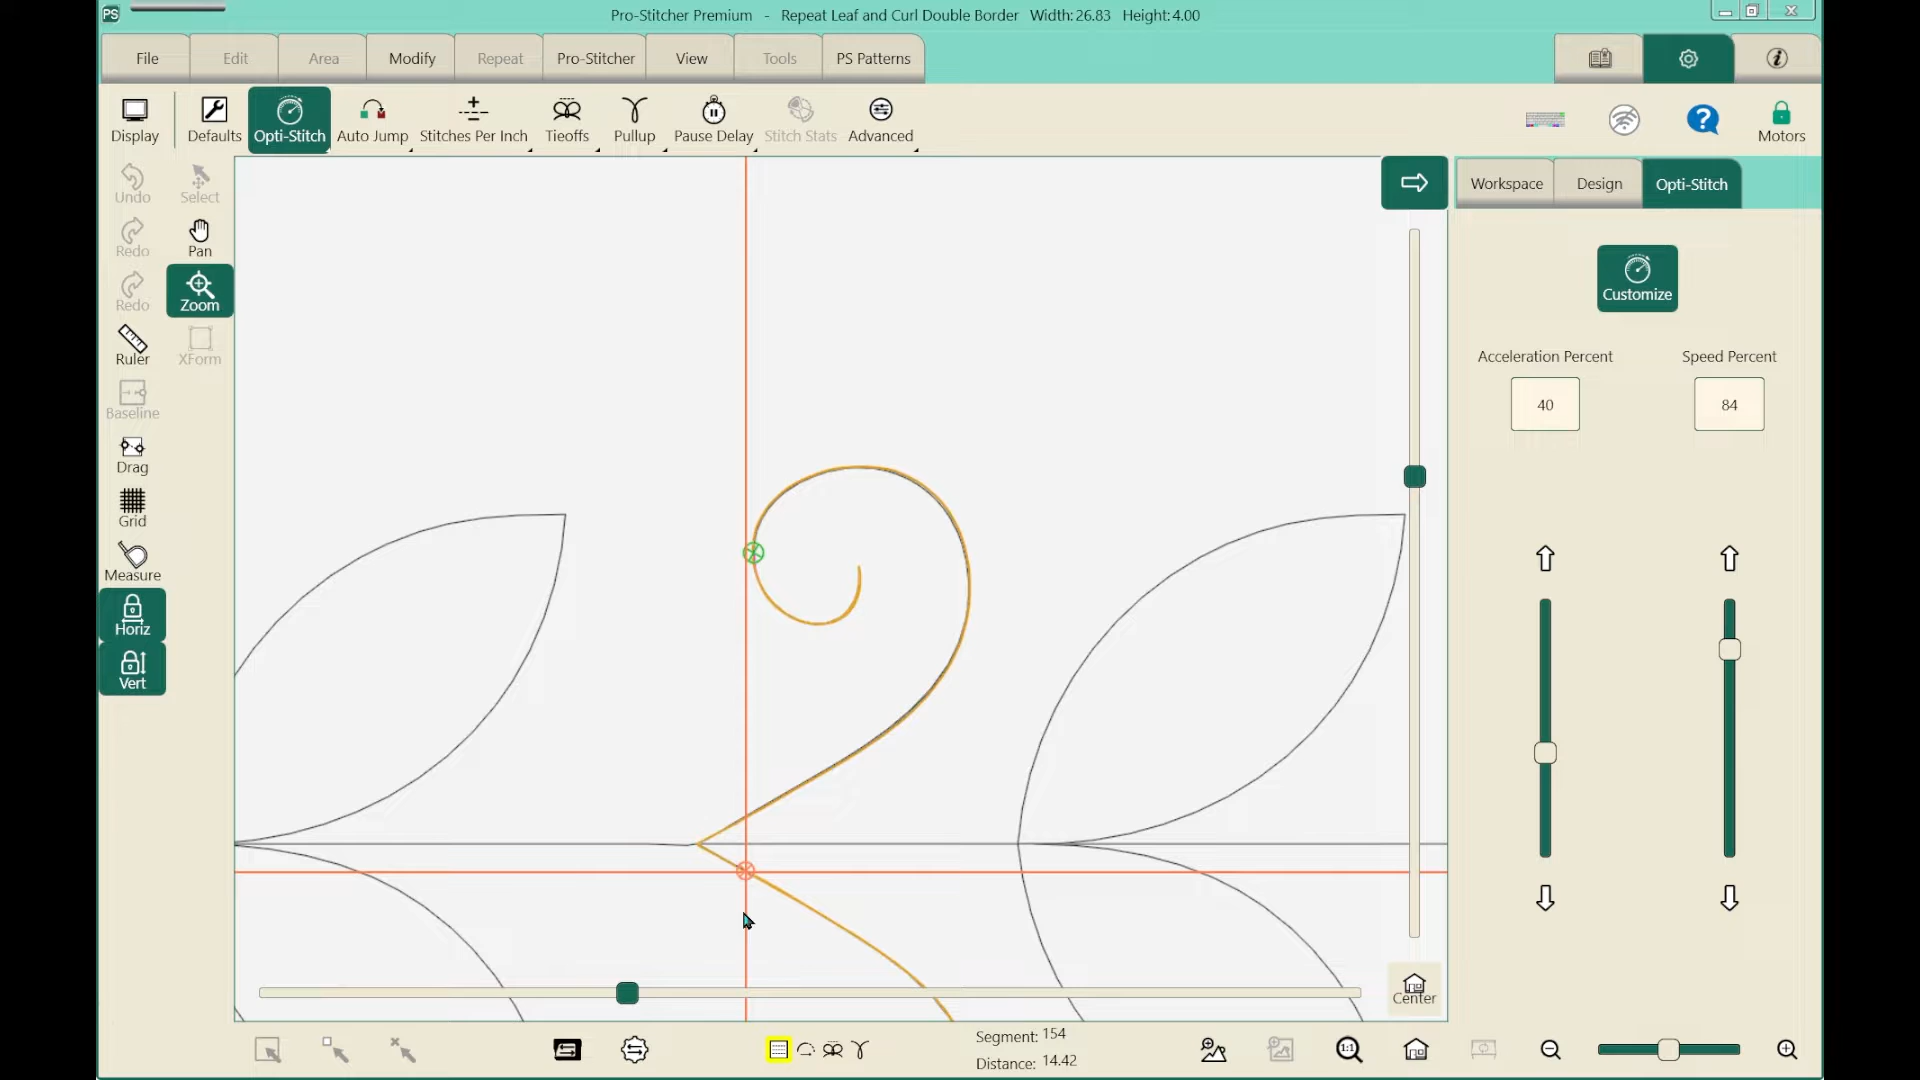 PS
Pro-Stitcher Premium - Repeat Leaf and Curl Double Border Width: 26.83 Height: 4.00
File Edit Area Modify Repeat Pro-Stitcher View Tools PS Patterns
Display Defaults Opti-Stitch Auto Jump Stitches Per Inch Tieoffs Pullup Pause Delay Stitch Stats Advanced Motors
Undo Select
Redo Pan
Redo Zoom
Ruler XForm
Baseline
Drag
Grid
Measure
Horiz
Vert
Workspace Design Opti-Stitch
Customize
Acceleration Percent Speed Percent
40 84
Center
Segment: 154
Distance: 14.42
1:1